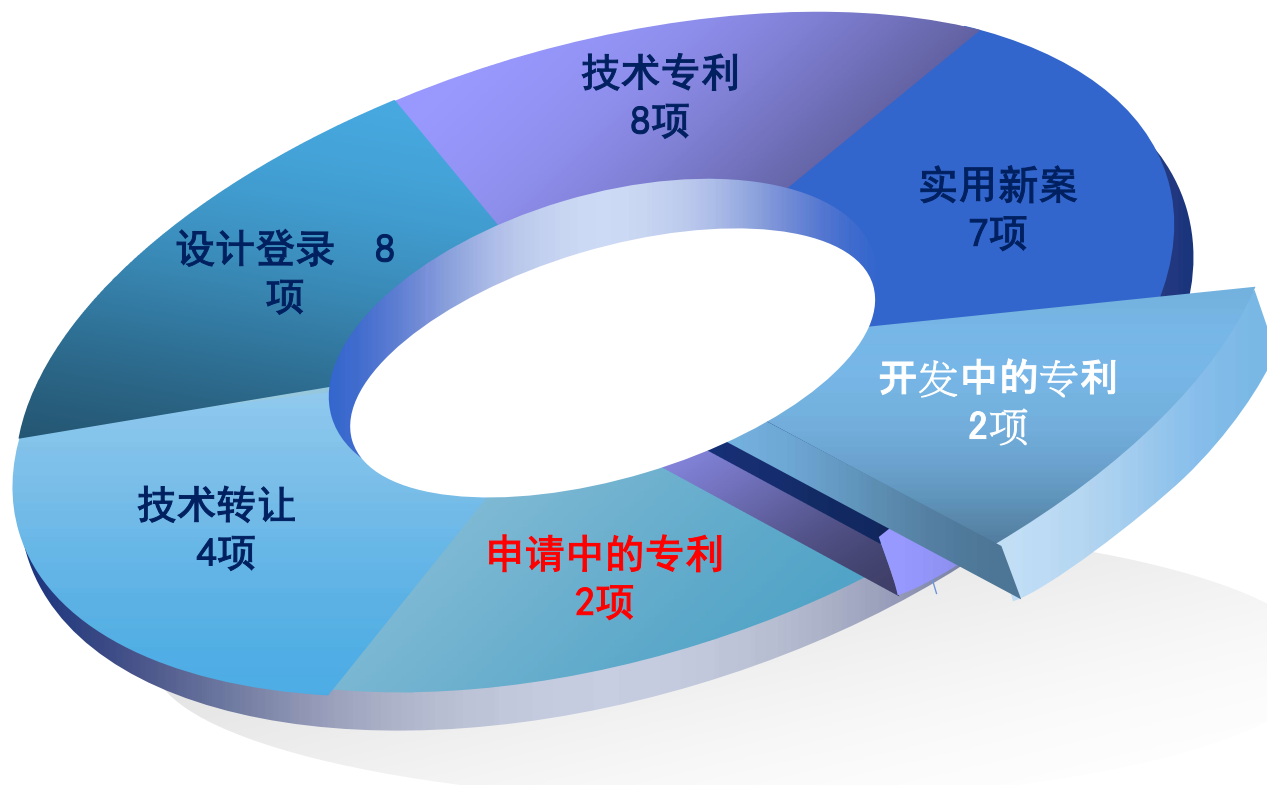 技术专利
8项
实用新案
7项
设计登录　8
项
开发中的专利
2项
技术转让
4项
申请中的专利
2项